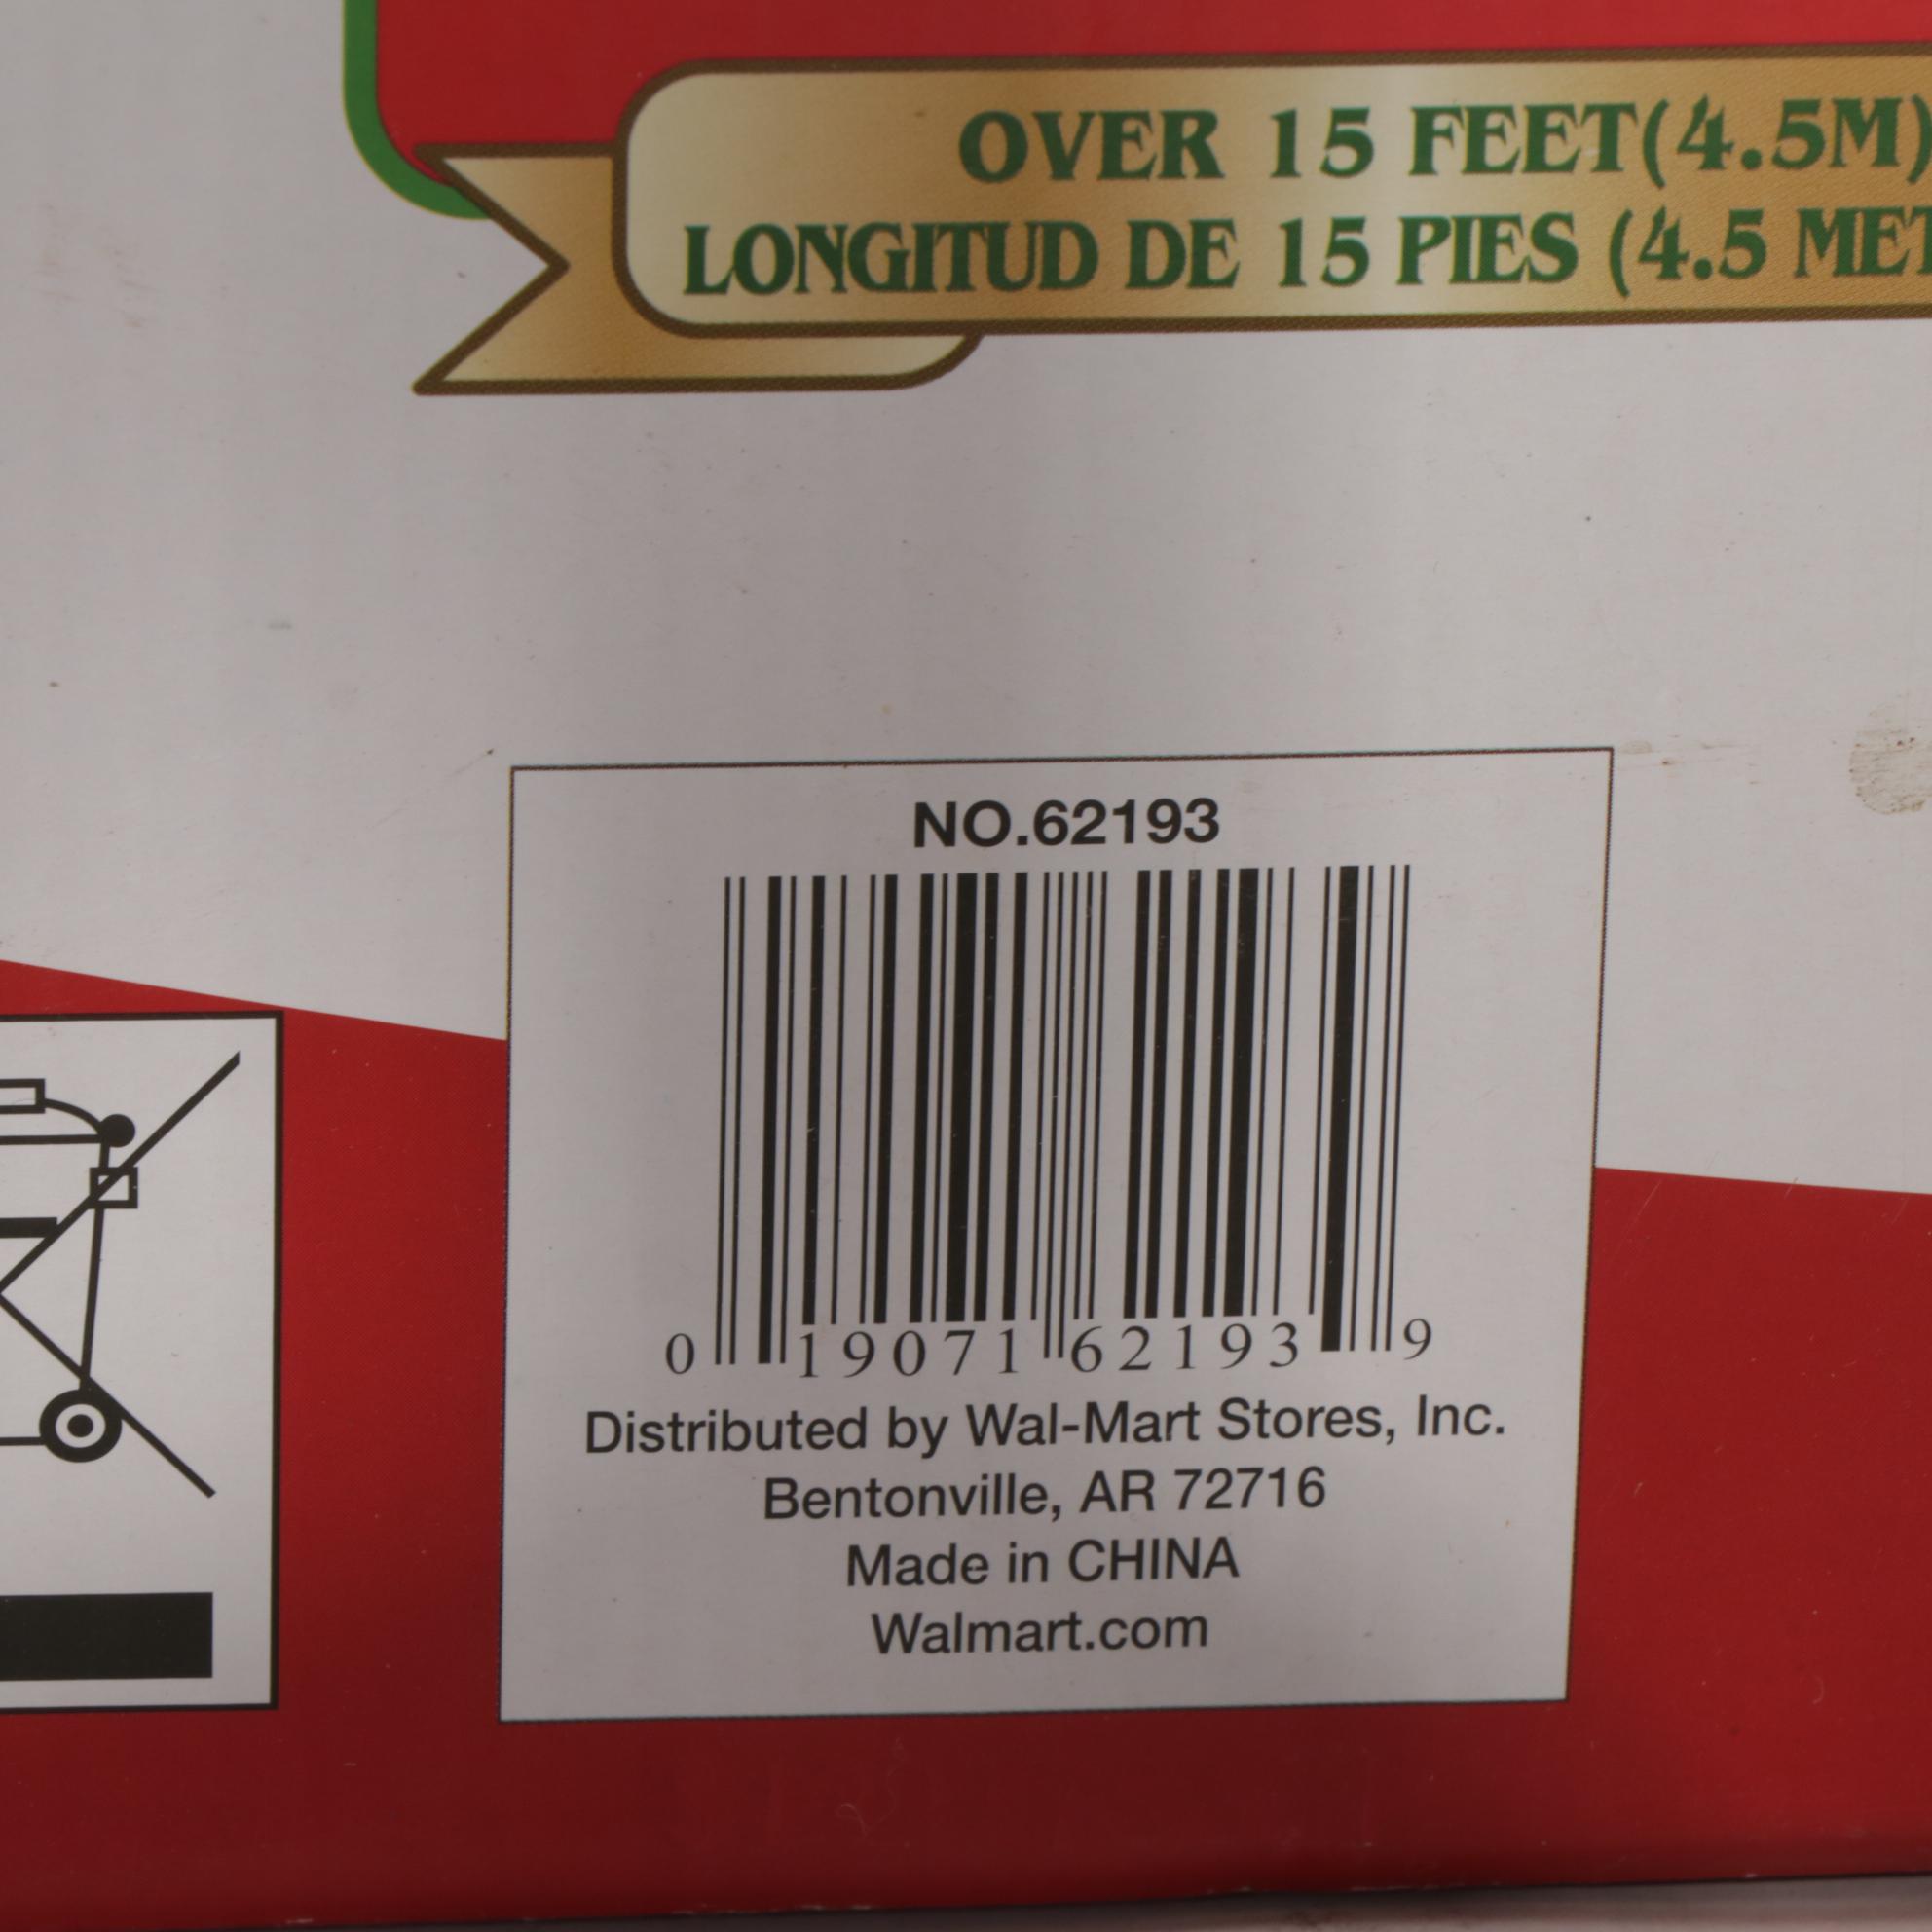 OVER 15 FEET(4.5M)
LONGITUD DE 15 PIES (4.5 MET
NO.62193
0 19071 62193 9
Distributed by Wal-Mart Stores, Inc.
Bentonville, AR 72716
Made in CHINA
Walmart.com